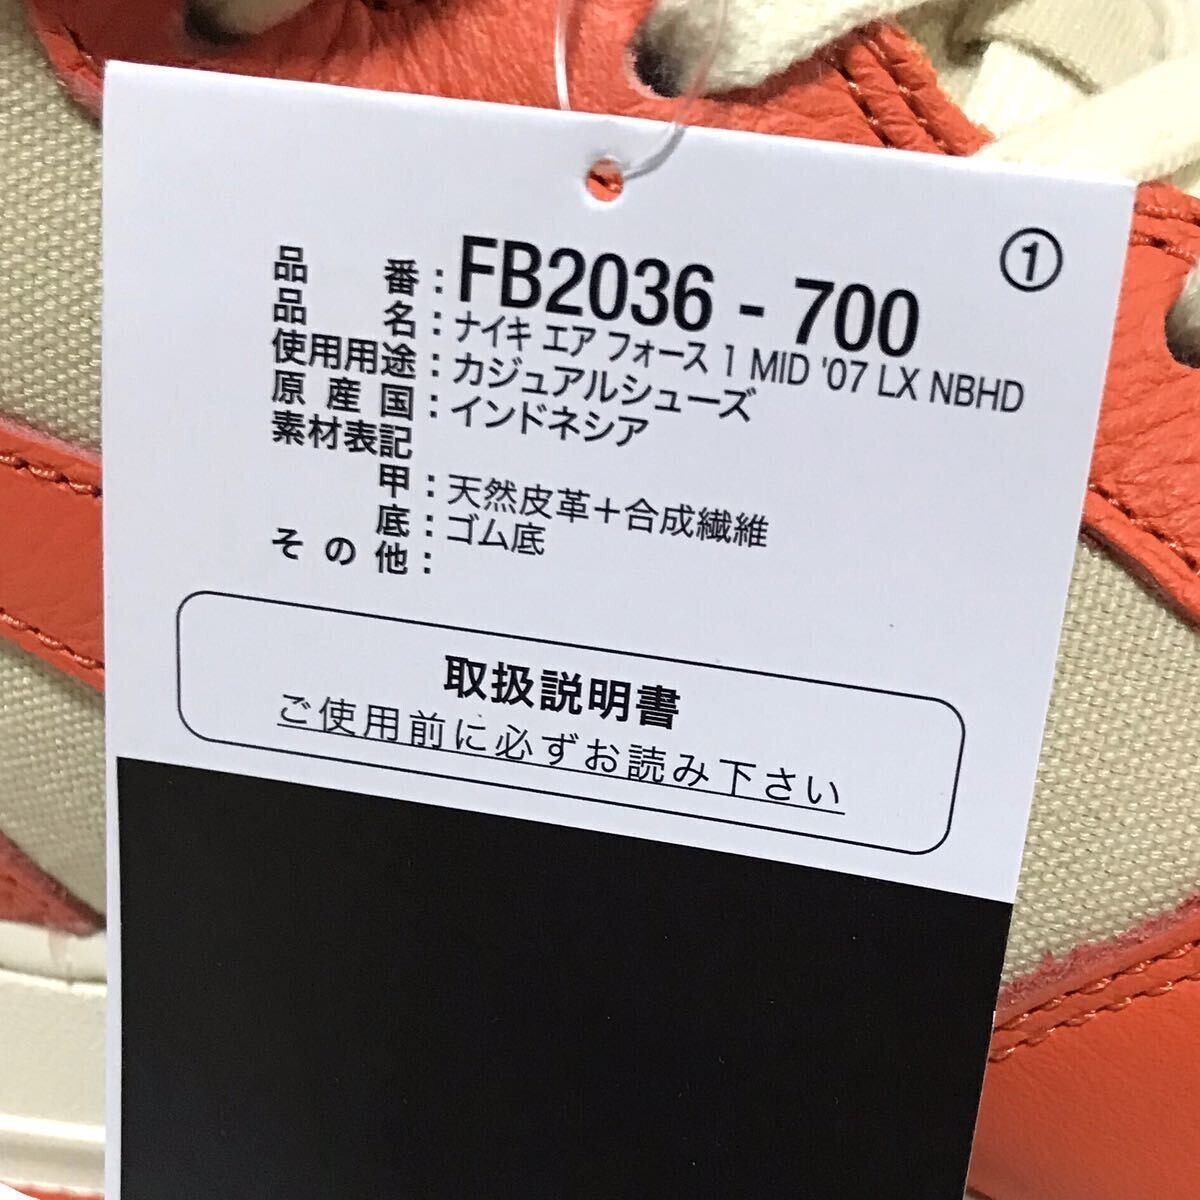 ①
品番：FB2036 - 700
品名：ナイキ エア フォース 1 MID '07 LX NBHD
使用用途：カジュアルシューズ
原産国：インドネシア
素材表記
甲：天然皮革＋合成繊維
底：ゴム底
その他：
取扱説明書
ご使用前に必ずお読み下さい